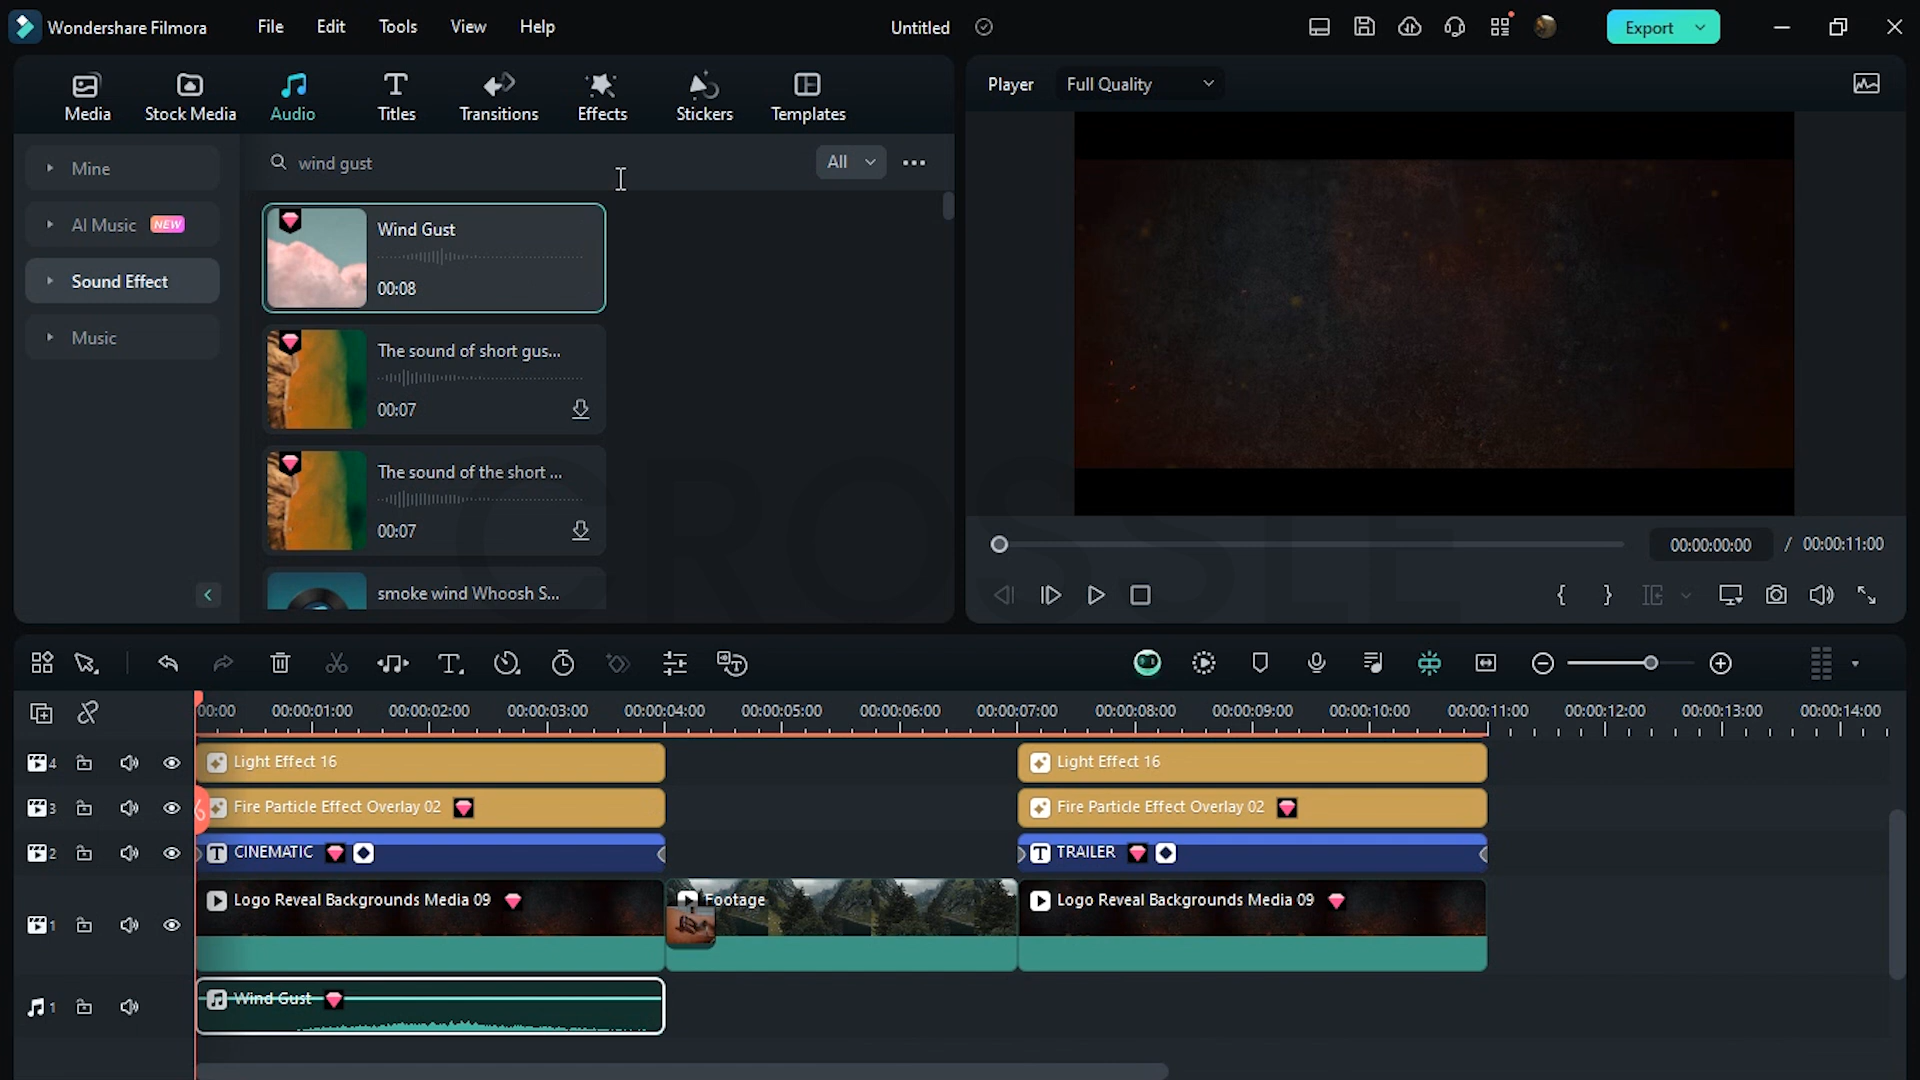 Wondershare Filmora
File
Edit
Tools
View
Help
Untitled
Export
Media
Stock Media
Audio
Titles
Transitions
Effects
Stickers
Templates
Player
Full Quality
Mine
AI Music NEW
Sound Effect
Music
wind gust
All
Wind Gust
00:08
The sound of short gus...
00:07
The sound of the short ...
00:07
smoke wind Whoosh S...
00:00:00:00 / 00:00:11:00
00:00
00:00:01:00
00:00:02:00
00:00:03:00
00:00:04:00
00:00:05:00
00:00:06:00
00:00:07:00
00:00:08:00
00:00:09:00
00:00:10:00
00:00:11:00
00:00:12:00
00:00:13:00
00:00:14:00
4
Light Effect 16
Light Effect 16
3
Fire Particle Effect Overlay 02
Fire Particle Effect Overlay 02
2
CINEMATIC
TRAILER
1
Logo Reveal Backgrounds Media 09
Footage
Logo Reveal Backgrounds Media 09
1
Wind Gust